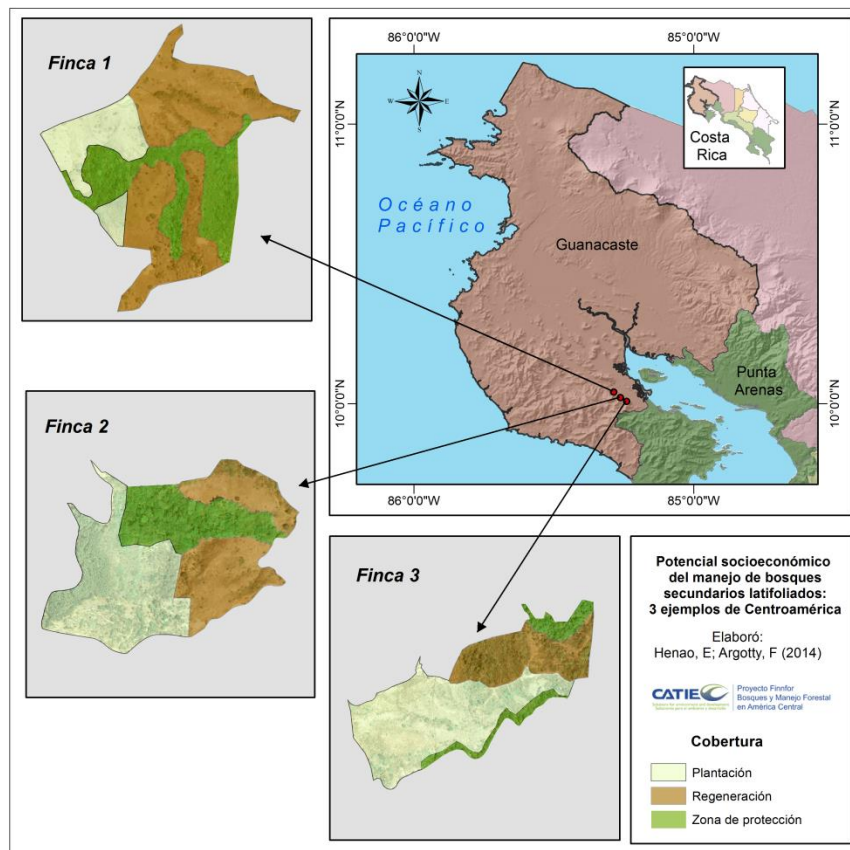 Finca 1
86°0'0"W
85°0'0"W
N
W
E
S
11°0'0"N
11°0'0"N
Costa
Rica
Océano
Pacífico
Guanacaste
Punta
Arenas
10°0'0"N
10°0'0"N
86°0'0"W
85°0'0"W
Finca 2
Finca 3
Potencial socioeconómico
del manejo de bosques
secundarios latifoliados:
3 ejemplos de Centroamérica
Elaboró:
Henao, E; Argotty, F (2014)
CATIE
Proyecto Finnfor
Bosques y Manejo Forestal
en América Central
Cobertura
Plantación
Regeneración
Zona de protección